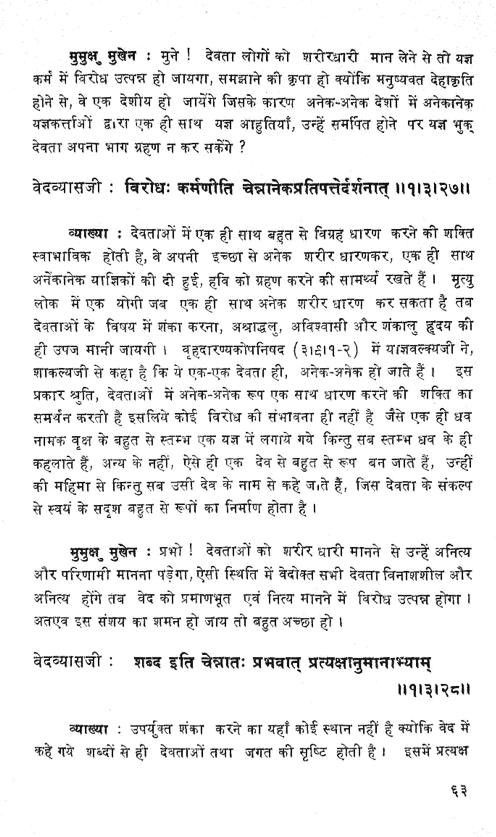 मुमुक्षु मुखेन : मुने ! देवता लोगों को शरीरधारी मान लेने से तो यज्ञ
कर्म में विरोध उत्पन्न हो जायगा, समझाने की कृपा हो क्योंकि मनुष्यवत देहाकृति
होने से, वे एक देशीय हो जायेंगे जिसके कारण अनेक-अनेक देशों में अनेकानेक
यज्ञकर्त्ताओं द्वारा एक ही साथ यज्ञ आहुतियाँ, उन्हें समर्पित होने पर यज्ञ भुक्
देवता अपना भाग ग्रहण न कर सकेंगे ?
वेदव्यासजी : विरोधः कर्मणीति चेन्नानेकप्रतिपत्तेर्दर्शनात् ॥१।३।२७॥
व्याख्या : देवताओं में एक ही साथ बहुत से विग्रह धारण करने की शक्ति
स्वाभाविक होती है, वे अपनी इच्छा से अनेक शरीर धारणकर, एक ही साथ
अनेंकानेक याज्ञिकों की दी हुई, हवि को ग्रहण करने की सामर्थ्य रखते हैं । मृत्यु
लोक में एक योगी जब एक ही साथ अनेक शरीर धारण कर सकता है तब
देवताओं के विषय में शंका करना, अश्राद्धलु, अविश्वासी और शंकालु हृदय की
ही उपज मानी जायगी । वृहदारण्यकोपनिषद (३।९।१-२) में याज्ञवल्क्यजी ने,
शाकल्यजी से कहा है कि ये एक-एक देवता ही, अनेक-अनेक हो जाते हैं । इस
प्रकार श्रुति, देवताओं में अनेक-अनेक रूप एक साथ धारण करने की शक्ति का
समर्थन करती है इसलिये कोई विरोध की संभावना ही नहीं है जैसे एक ही धव
नामक वृक्ष के बहुत से स्तम्भ एक यज्ञ में लगाये गये किन्तु सब स्तम्भ धव के ही
कहलाते हैं, अन्य के नहीं, ऐसे ही एक देव से बहुत से रूप बन जाते हैं, उन्हीं
की महिमा से किन्तु सब उसी देव के नाम से कहे जाते हैं, जिस देवता के संकल्प
से स्वयं के सदृश बहुत से रूपों का निर्माण होता है ।
मुमुक्षु मुखेन : प्रभो ! देवताओं को शरीर धारी मानने से उन्हें अनित्य
और परिणामी मानना पड़ेगा, ऐसी स्थिति में वेदोक्त सभी देवता विनाशशील और
अनित्य होंगे तब वेद को प्रमाणभूत एवं नित्य मानने में विरोध उत्पन्न होगा ।
अतएव इस संशय का शमन हो जाय तो बहुत अच्छा हो ।
वेदव्यासजी : शब्द इति चेन्नातः प्रभवात् प्रत्यक्षानुमानाभ्याम्
॥१।३।२८॥
व्याख्या : उपर्युक्त शंका करने का यहाँ कोई स्थान नहीं है क्योंकि वेद में
कहे गये शब्दों से ही देवताओं तथा जगत की सृष्टि होती है । इसमें प्रत्यक्ष
६३